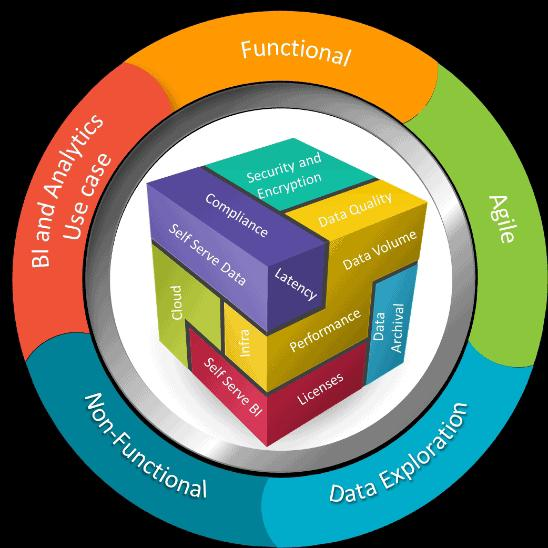 Functional
Agile
Data Exploration
Non-Functional
BI and Analytics
Use case
Security and
Encryption
Compliance
Data Quality
Self Serve Data
Latency
Data Volume
Cloud
Infra
Performance
Data
Archival
Self Serve BI
Licenses